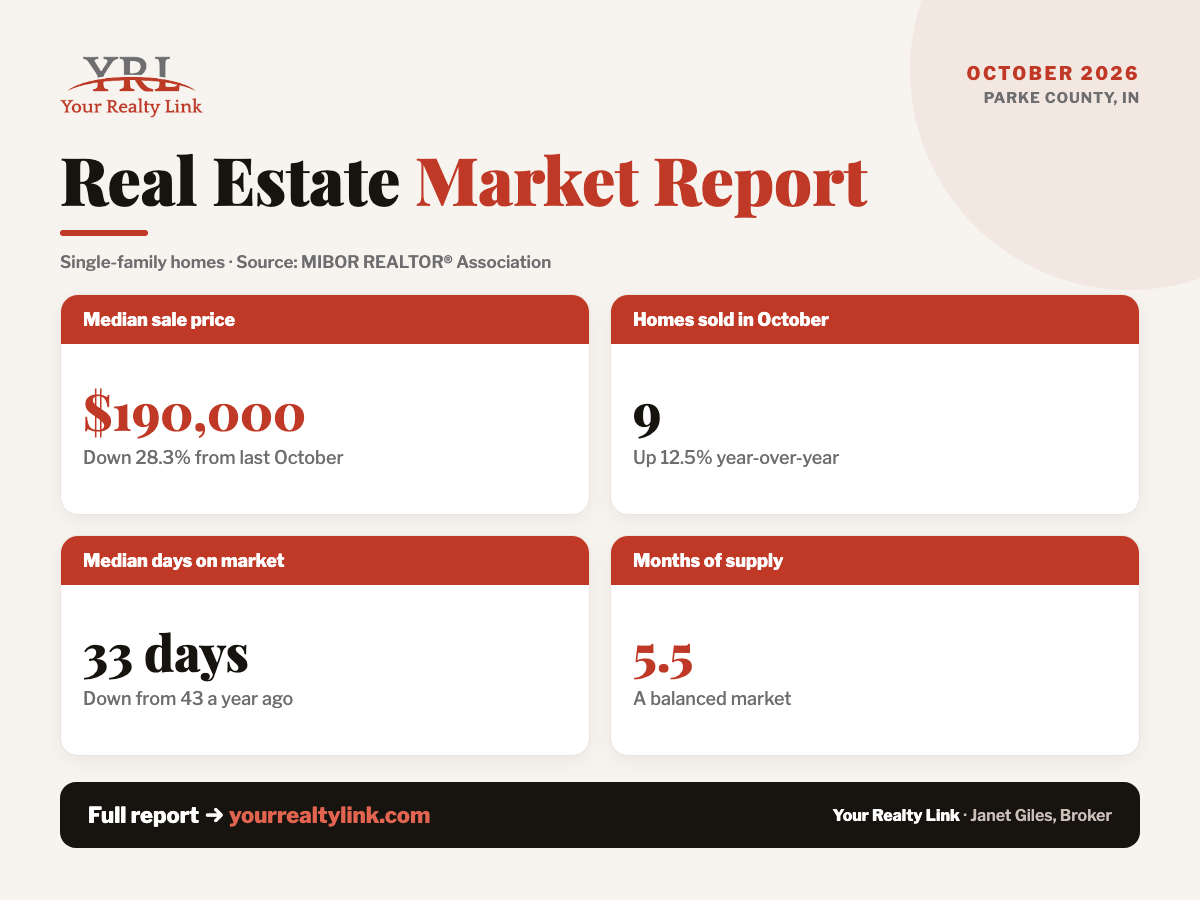 YRL
Your Realty Link
OCTOBER 2026
PARKE COUNTY, IN
Real Estate Market Report
Single-family homes · Source: MIBOR REALTOR® Association
Median sale price
$190,000
Down 28.3% from last October
Homes sold in October
9
Up 12.5% year-over-year
Median days on market
33 days
Down from 43 a year ago
Months of supply
5.5
A balanced market
Full report → yourrealtylink.com
Your Realty Link · Janet Giles, Broker